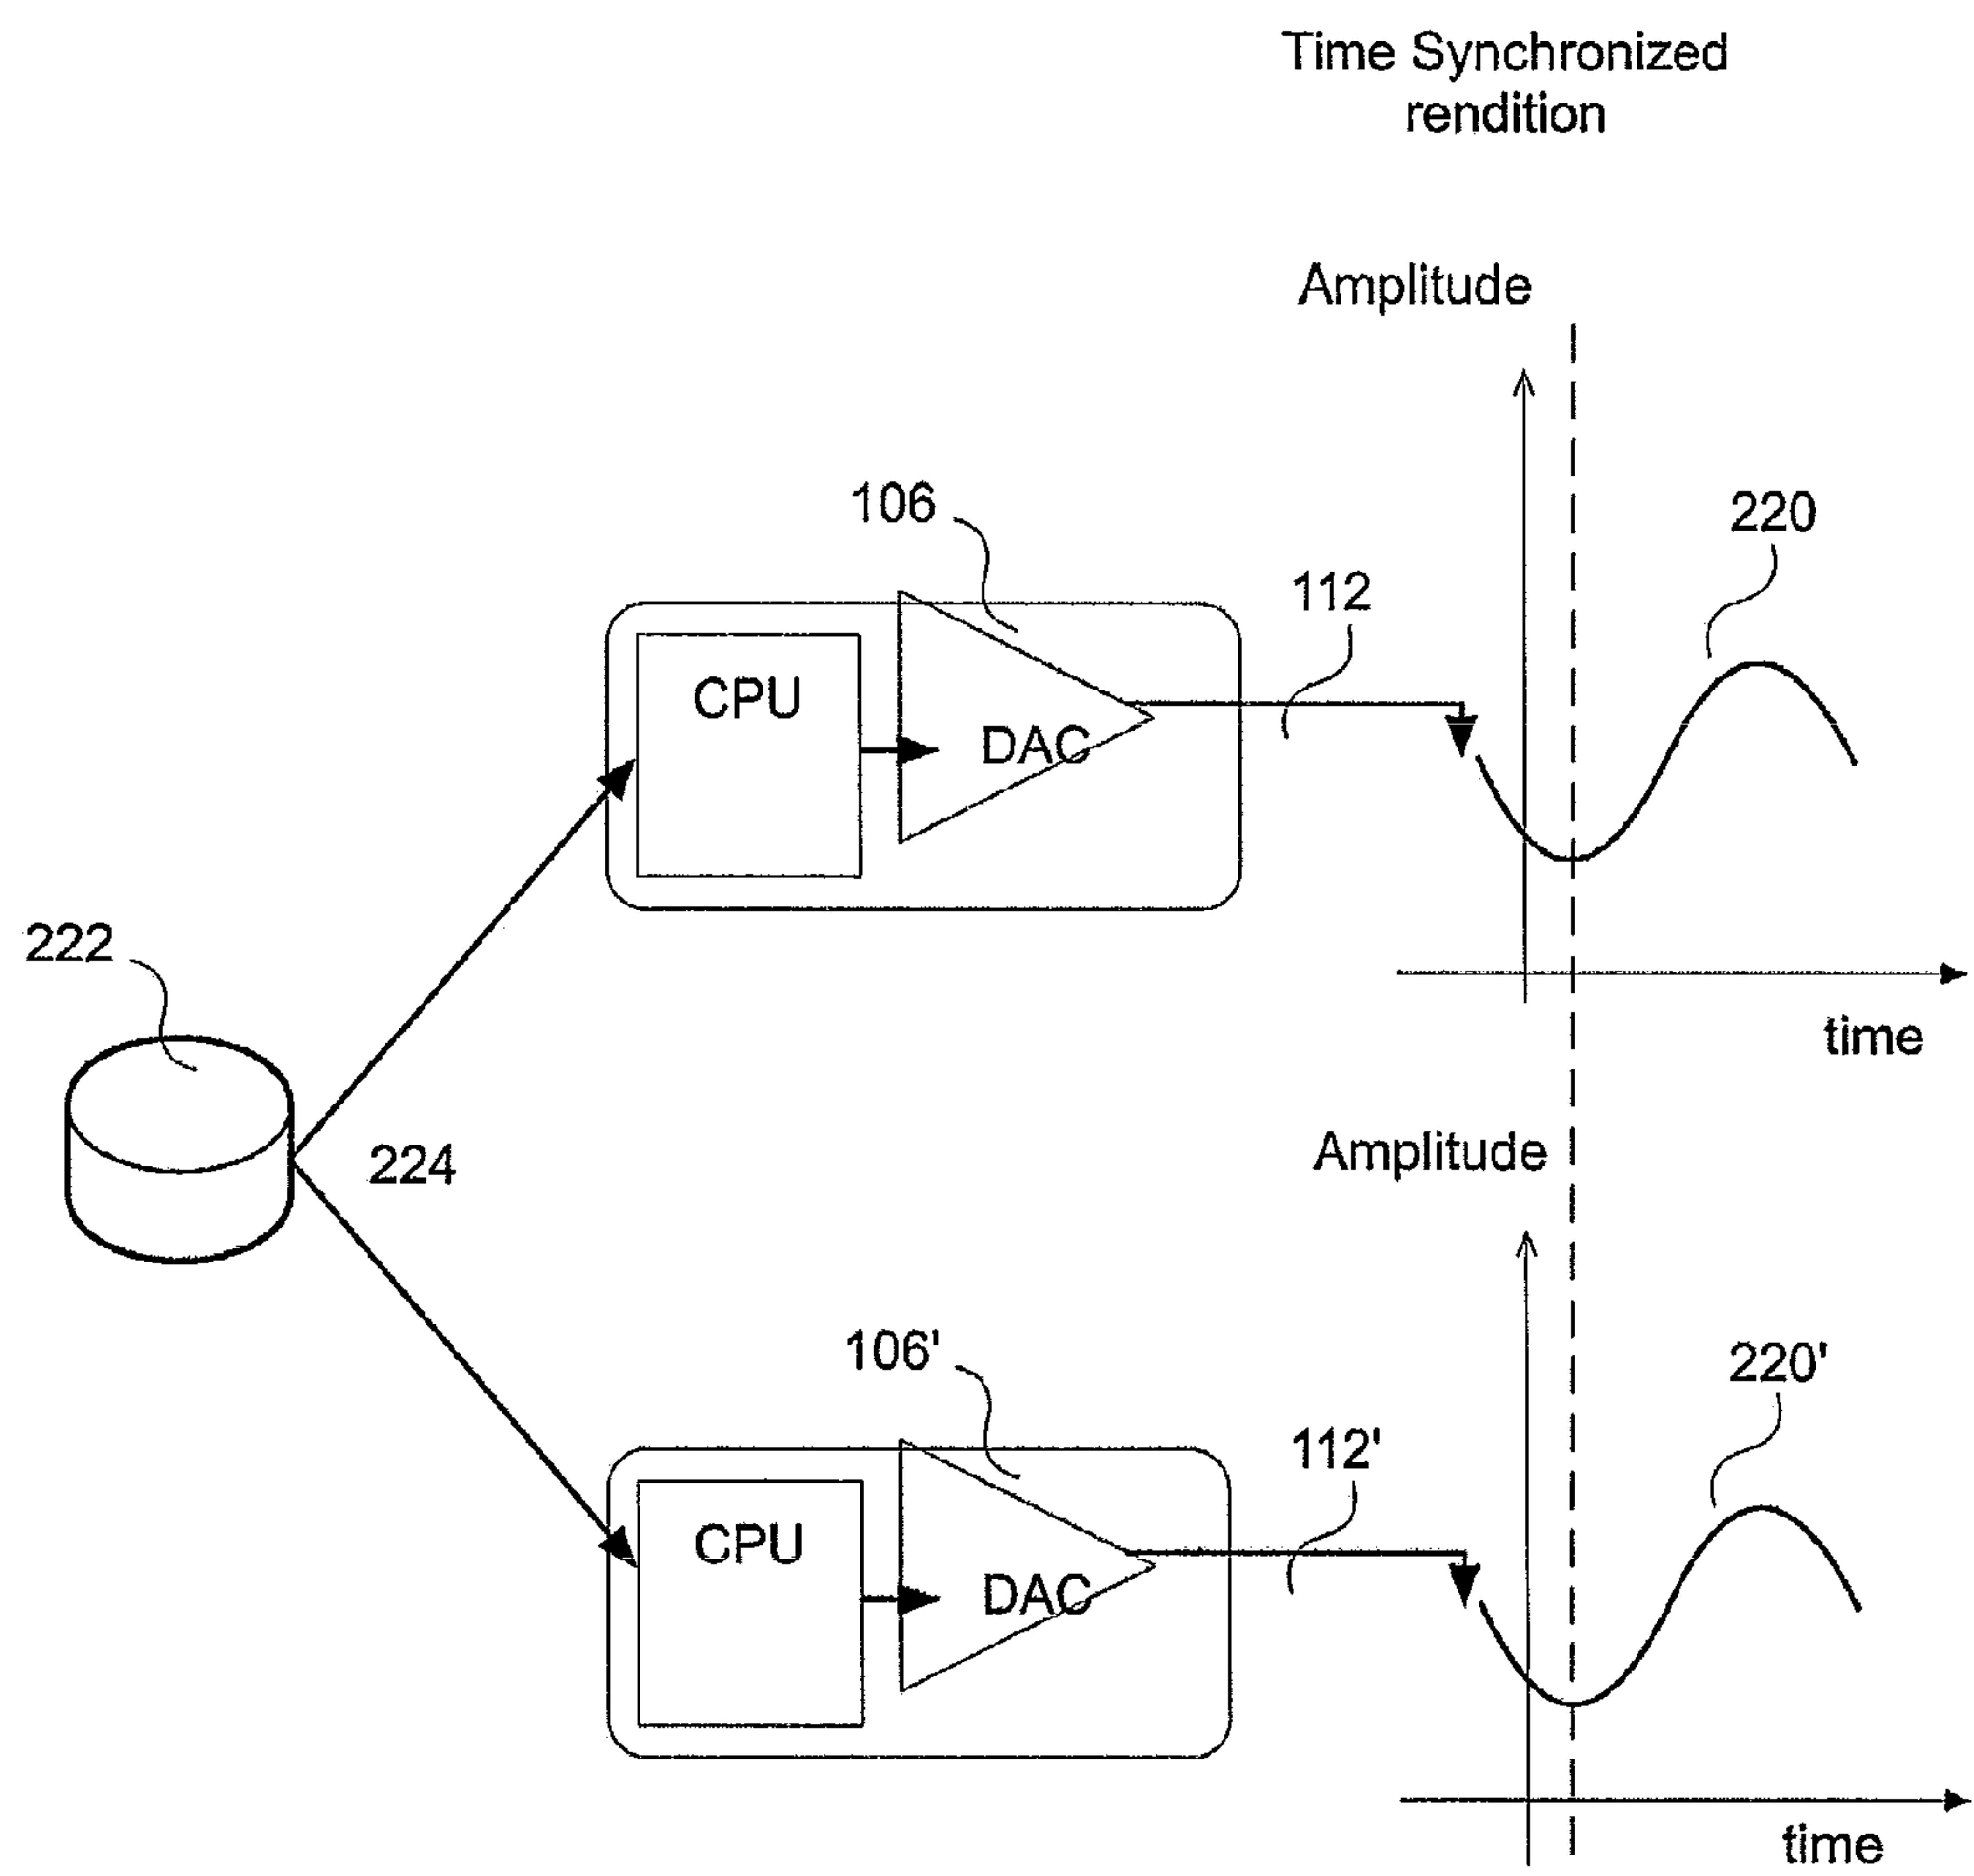 Time Synchronized
rendition
Amplitude
106
220
112
CPU
DAC
222
time
224
Amplitude
106'
220'
112'
CPU
DAC
time